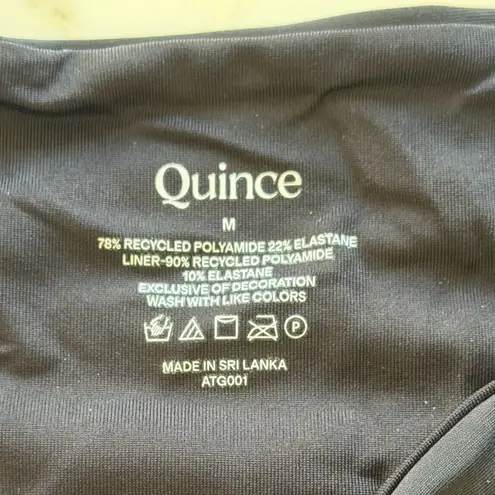 Quince
M
78% RECYCLED POLYAMIDE 22% ELASTANE
LINER-90% RECYCLED POLYAMIDE
10% ELASTANE
EXCLUSIVE OF DECORATION
WASH WITH LIKE COLORS
P
MADE IN SRI LANKA
ATG001